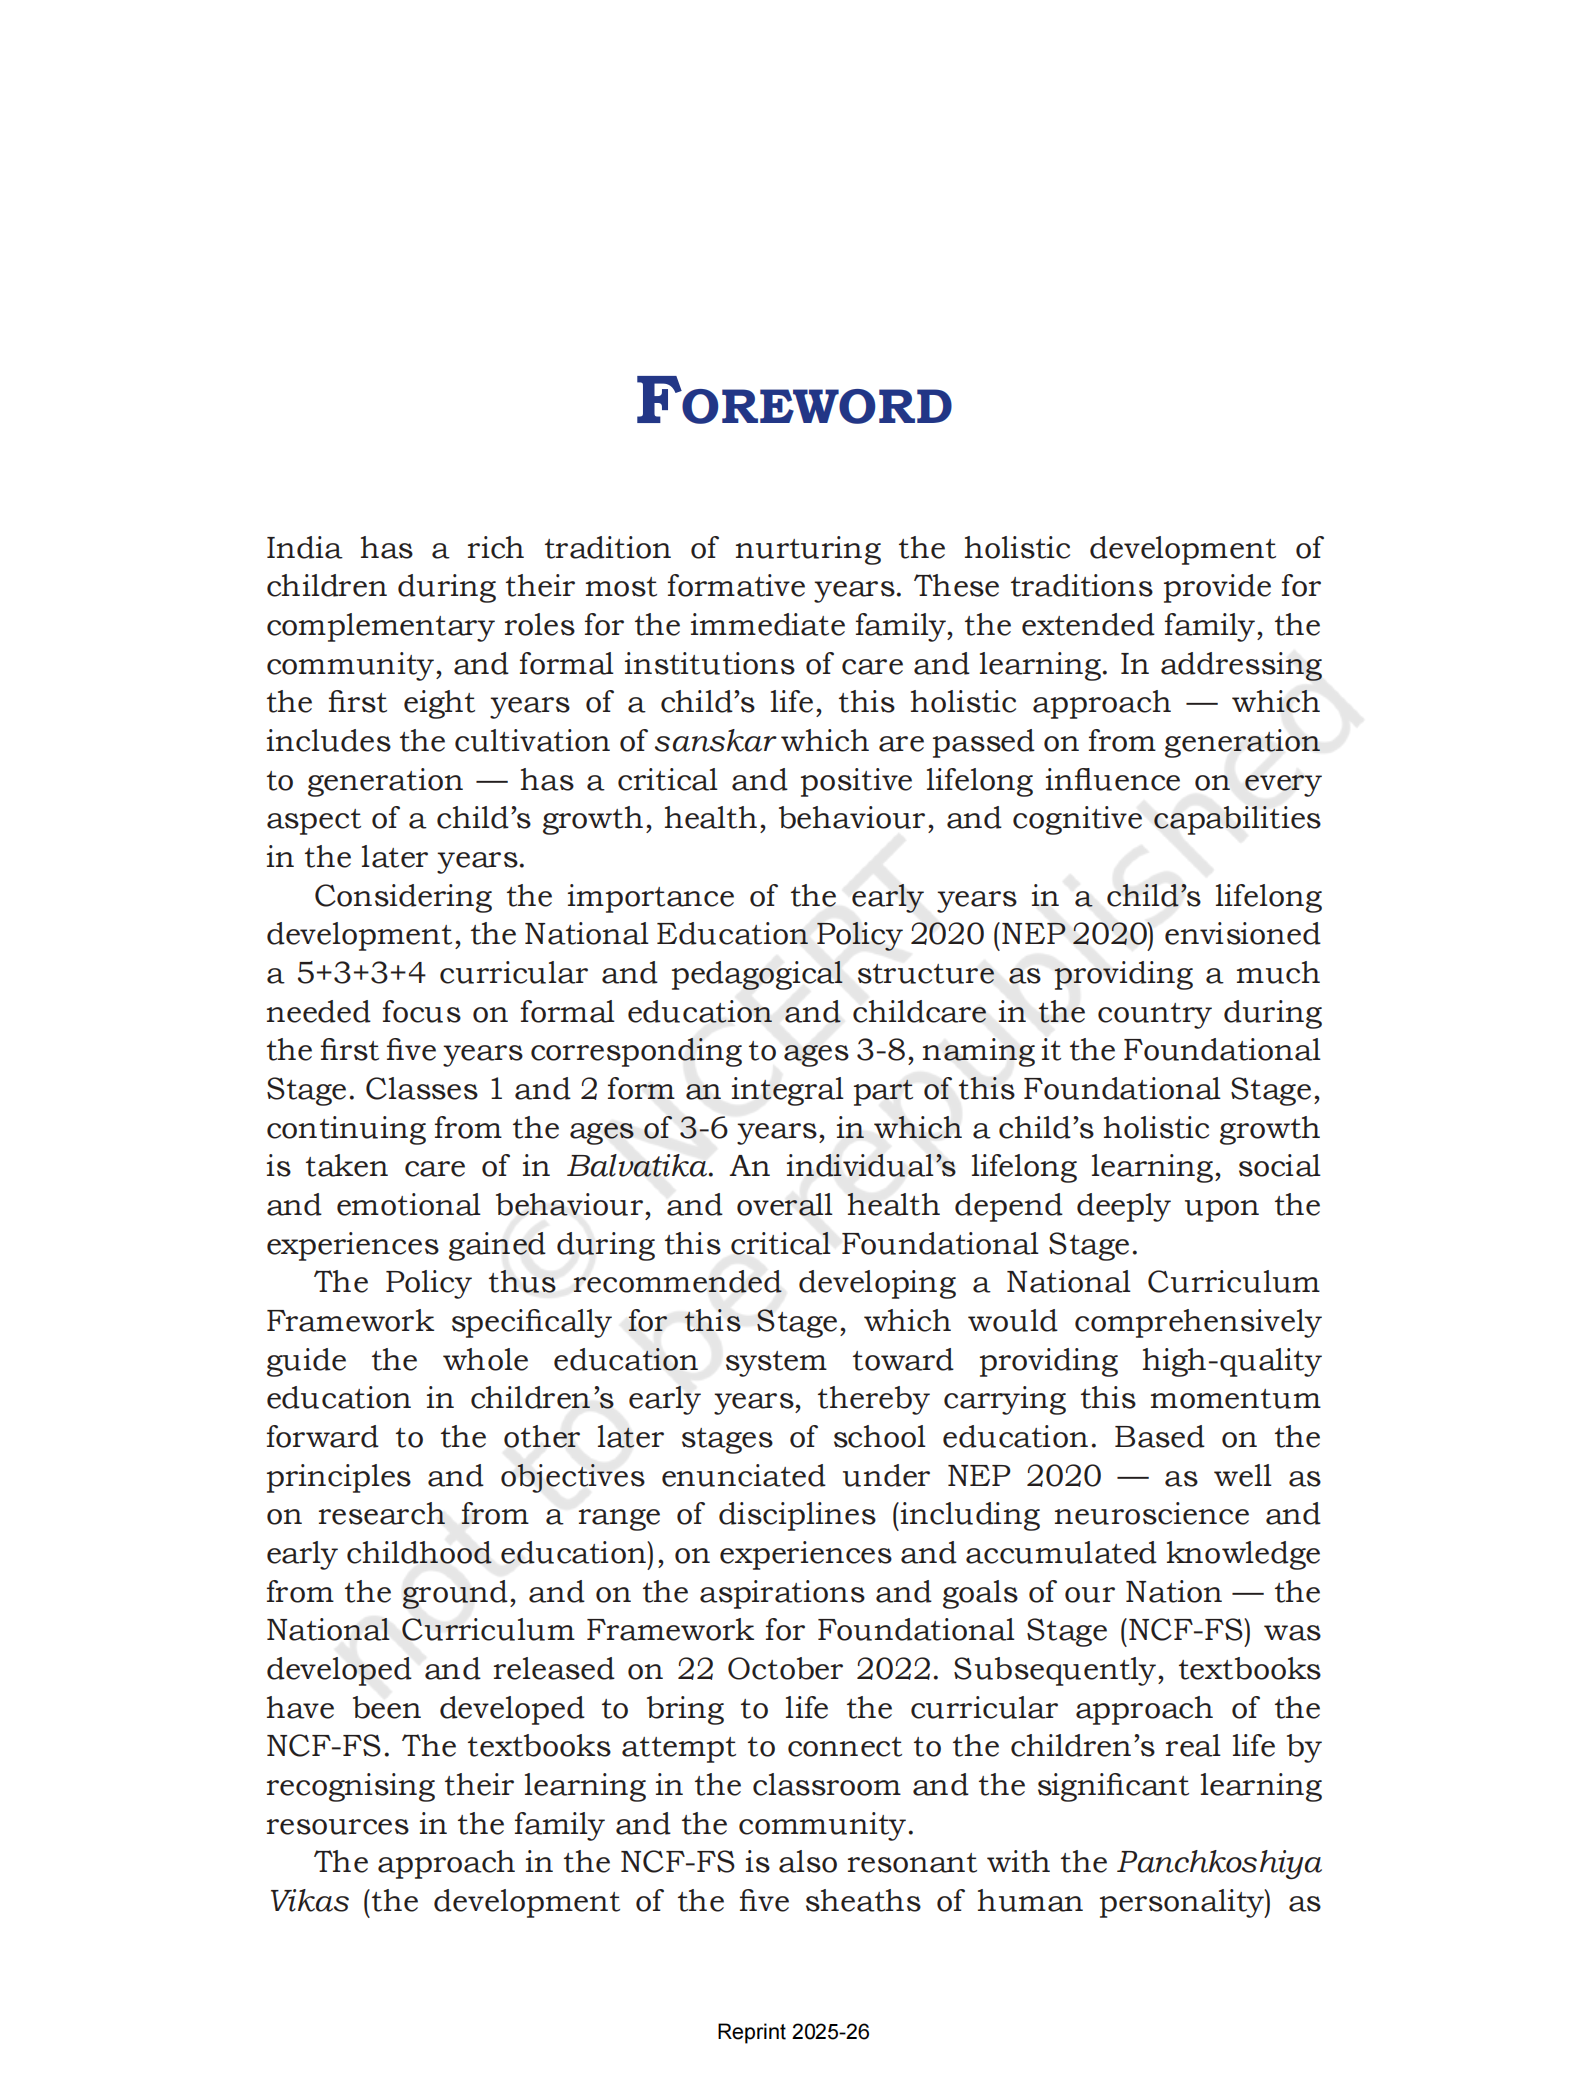 FOREWORD
India has a rich tradition of nurturing the holistic development of
children during their most formative years. These traditions provide for
complementary roles for the immediate family, the extended family, the
community, and formal institutions of care and learning. In addressing
the first eight years of a child’s life, this holistic approach — which
includes the cultivation of sanskar which are passed on from generation
to generation — has a critical and positive lifelong influence on every
aspect of a child’s growth, health, behaviour, and cognitive capabilities
in the later years.
Considering the importance of the early years in a child’s lifelong
development, the National Education Policy 2020 (NEP 2020) envisioned
a 5+3+3+4 curricular and pedagogical structure as providing a much
needed focus on formal education and childcare in the country during
the first five years corresponding to ages 3-8, naming it the Foundational
Stage. Classes 1 and 2 form an integral part of this Foundational Stage,
continuing from the ages of 3-6 years, in which a child’s holistic growth
is taken care of in Balvatika. An individual’s lifelong learning, social
and emotional behaviour, and overall health depend deeply upon the
experiences gained during this critical Foundational Stage.
The Policy thus recommended developing a National Curriculum
Framework specifically for this Stage, which would comprehensively
guide the whole education system toward providing high-quality
education in children’s early years, thereby carrying this momentum
forward to the other later stages of school education. Based on the
principles and objectives enunciated under NEP 2020 — as well as
on research from a range of disciplines (including neuroscience and
early childhood education), on experiences and accumulated knowledge
from the ground, and on the aspirations and goals of our Nation — the
National Curriculum Framework for Foundational Stage (NCF-FS) was
developed and released on 22 October 2022. Subsequently, textbooks
have been developed to bring to life the curricular approach of the
NCF-FS. The textbooks attempt to connect to the children’s real life by
recognising their learning in the classroom and the significant learning
resources in the family and the community.
The approach in the NCF-FS is also resonant with the Panchkoshiya
Vikas (the development of the five sheaths of human personality) as
© NCERT
not to be republished
Reprint 2025-26